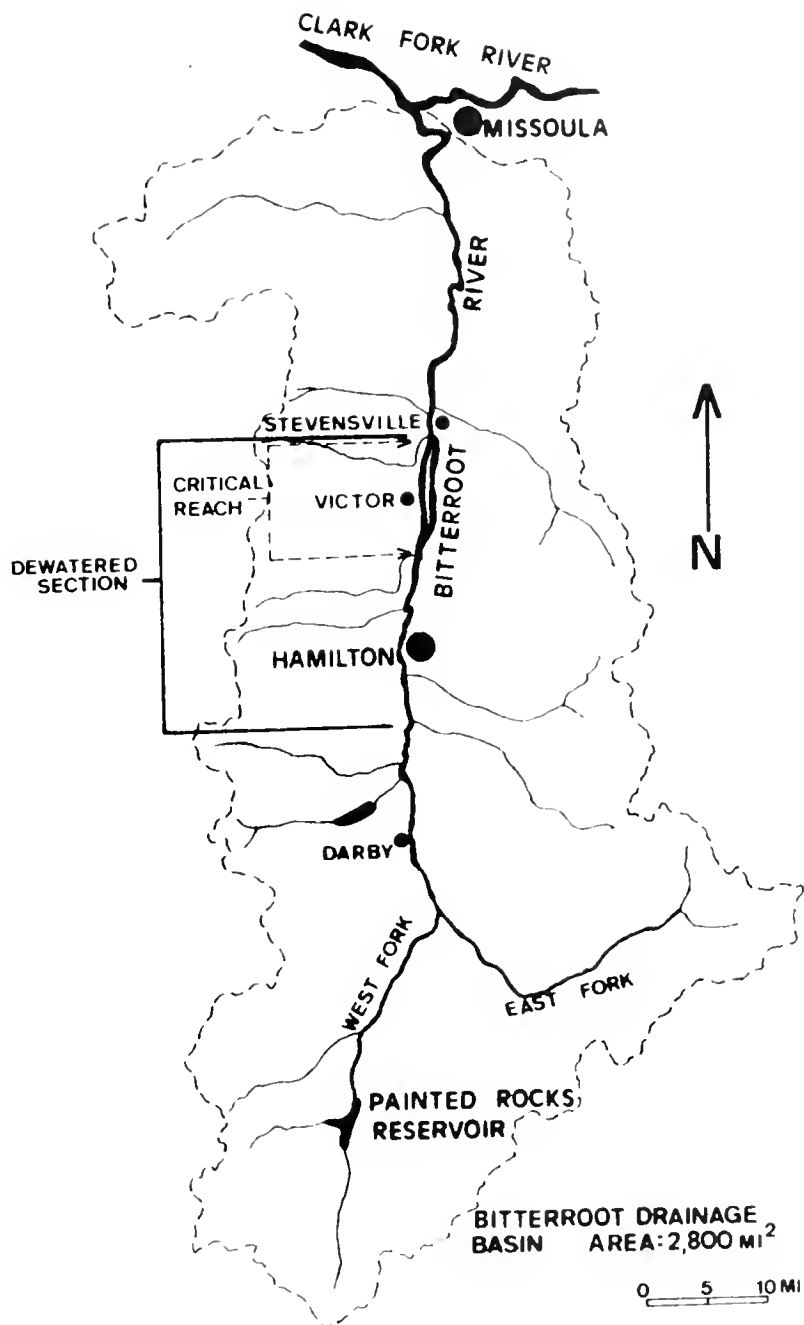 CLARK FORK RIVER
MISSOULA
RIVER
STEVENSVILLE
CRITICAL
REACH
VICTOR
BITTERROOT
DEWATERED
SECTION
N
HAMILTON
DARBY
WEST FORK
EAST FORK
PAINTED ROCKS
RESERVOIR
BITTERROOT DRAINAGE
BASIN AREA: 2,800 MI²
0 5 10 MI